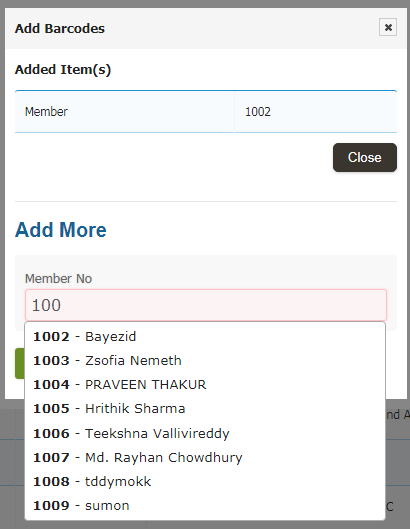 Add Barcodes
Added Item(s)
Member 1002
Close
Add More
Member No
100
1002 - Bayezid
1003 - Zsofia Nemeth
1004 - PRAVEEN THAKUR
1005 - Hrithik Sharma
1006 - Teekshna Vallivireddy
1007 - Md. Rayhan Chowdhury
1008 - tddymokk
1009 - sumon